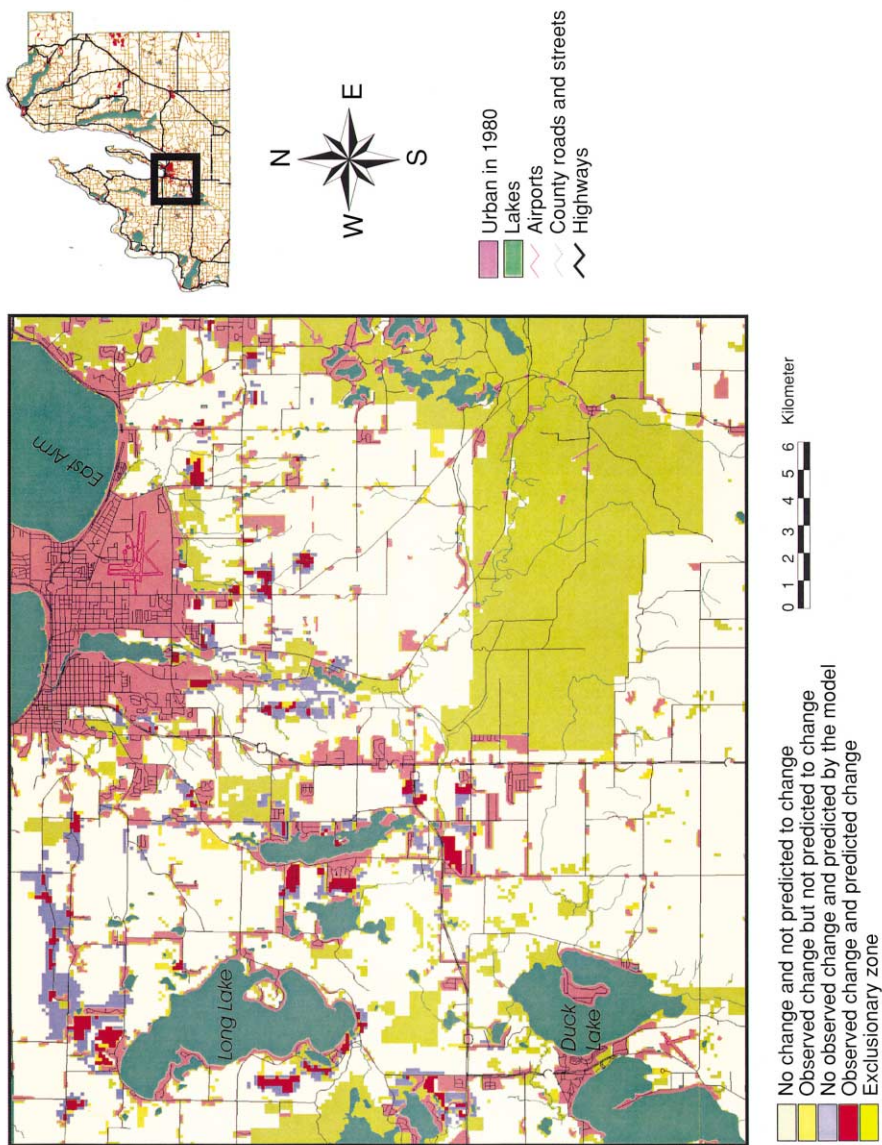 N
W
E
S
Urban in 1980
Lakes
Airports
County roads and streets
Highways
East Arm
Long Lake
Duck
Lake
0 1 2 3 4 5 6 Kilometer
No change and not predicted to change
Observed change but not predicted to change
No observed change and predicted by the model
Observed change and predicted change
Exclusionary zone